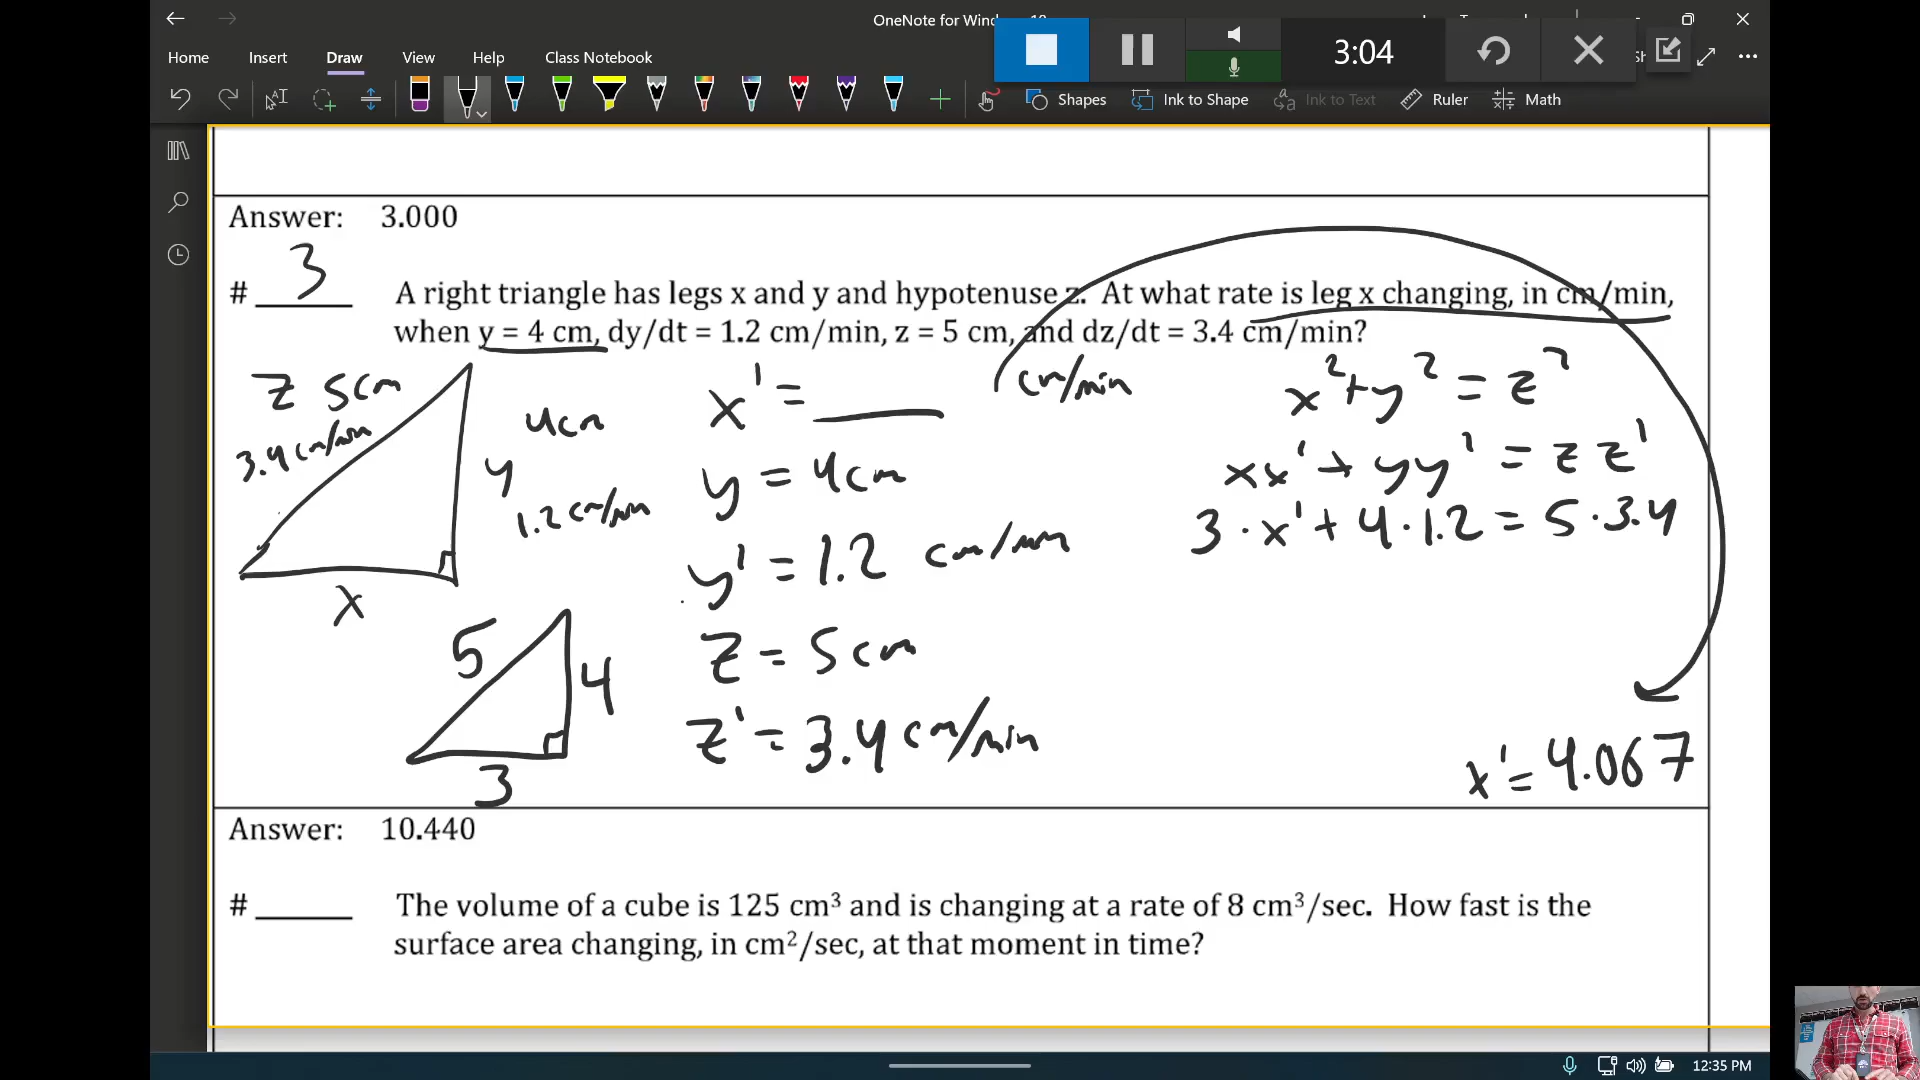 OneNote for Wind
3:04
Home Insert Draw View Help Class Notebook
Shapes Ink to Shape Ink to Text Ruler Math
Answer: 3.000
# 3 A right triangle has legs x and y and hypotenuse z. At what rate is leg x changing, in cm/min,
when y = 4 cm, dy/dt = 1.2 cm/min, z = 5 cm, and dz/dt = 3.4 cm/min?
z 5cm
3.4 cm/min
4cm
y
1.2 cm/min
x
5
4
3
x' = ____ cm/min
y = 4cm
y' = 1.2 cm/min
z = 5cm
z' = 3.4 cm/min
x² + y² = z²
xx' + yy' = zz'
3·x' + 4·1.2 = 5·3.4
x' = 4.067
Answer: 10.440
# ____ The volume of a cube is 125 cm³ and is changing at a rate of 8 cm³/sec. How fast is the
surface area changing, in cm²/sec, at that moment in time?
12:35 PM